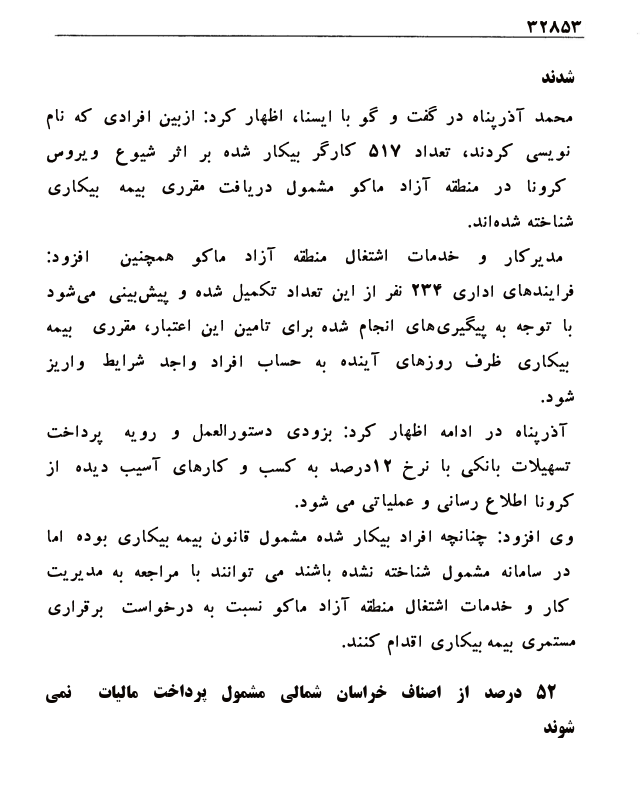 ۳۲۸۵۳
شدند
محمد آذرپناه در گفت و گو با ایسنا، اظهار کرد: ازبین افرادی که نام
نویسی کردند، تعداد ۵۱۷ کارگر بیکار شده بر اثر شیوع ویروس
کرونا در منطقه آزاد ماکو مشمول دریافت مقرری بیمه بیکاری
شناخته شده‌اند.
مدیرکار و خدمات اشتغال منطقه آزاد ماکو همچنین افزود:
فرایندهای اداری ۲۳۴ نفر از این تعداد تکمیل شده و پیش‌بینی می‌شود
با توجه به پیگیری‌های انجام شده برای تامین این اعتبار، مقرری بیمه
بیکاری ظرف روزهای آینده به حساب افراد واجد شرایط واریز
شود.
آذرپناه در ادامه اظهار کرد: بزودی دستورالعمل و رویه پرداخت
تسهیلات بانکی با نرخ ۱۲درصد به کسب و کارهای آسیب دیده از
کرونا اطلاع رسانی و عملیاتی می شود.
وی افزود: چنانچه افراد بیکار شده مشمول قانون بیمه بیکاری بوده اما
در سامانه مشمول شناخته نشده باشند می توانند با مراجعه به مدیریت
کار و خدمات اشتغال منطقه آزاد ماکو نسبت به درخواست برقراری
مستمری بیمه بیکاری اقدام کنند.
۵۲ درصد از اصناف خراسان شمالی مشمول پرداخت مالیات نمی
شوند